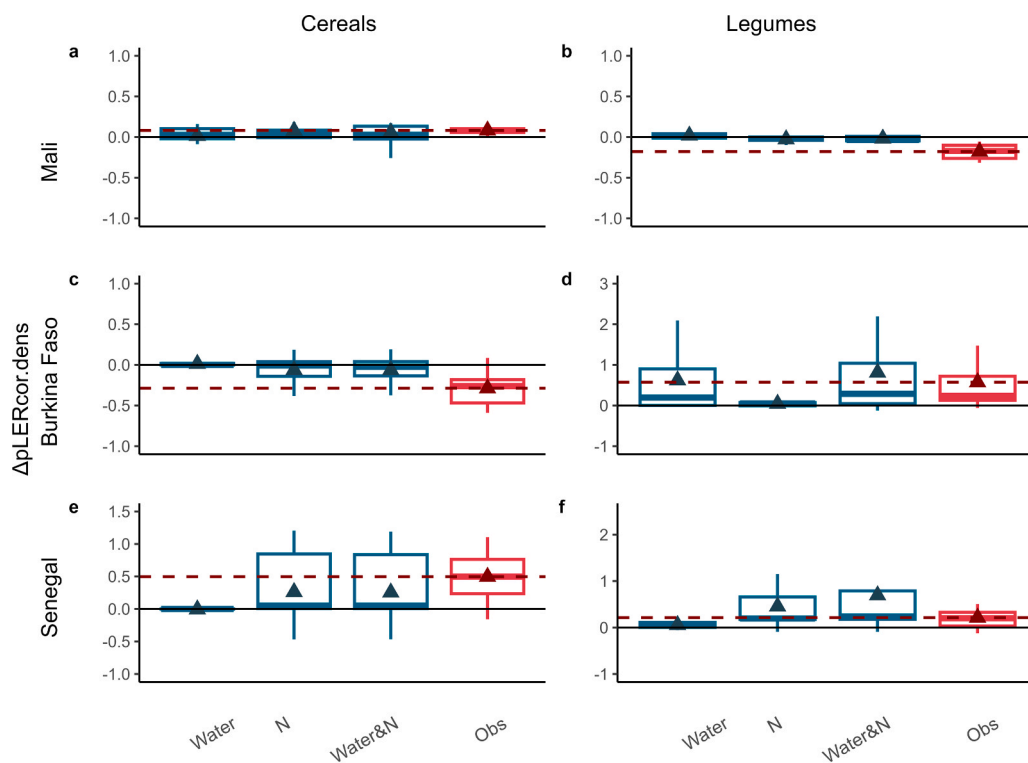 Cereals
Legumes
a
b
1.0
0.5
0.0
-0.5
-1.0
1.0
0.5
0.0
-0.5
-1.0
Mali
c
d
1.0
0.5
0.0
-0.5
-1.0
3
2
1
0
-1
ΔpLERcor.dens
Burkina Faso
e
f
1.5
1.0
0.5
0.0
-0.5
-1.0
2
1
0
-1
Senegal
Water
N
Water&N
Obs
Water
N
Water&N
Obs